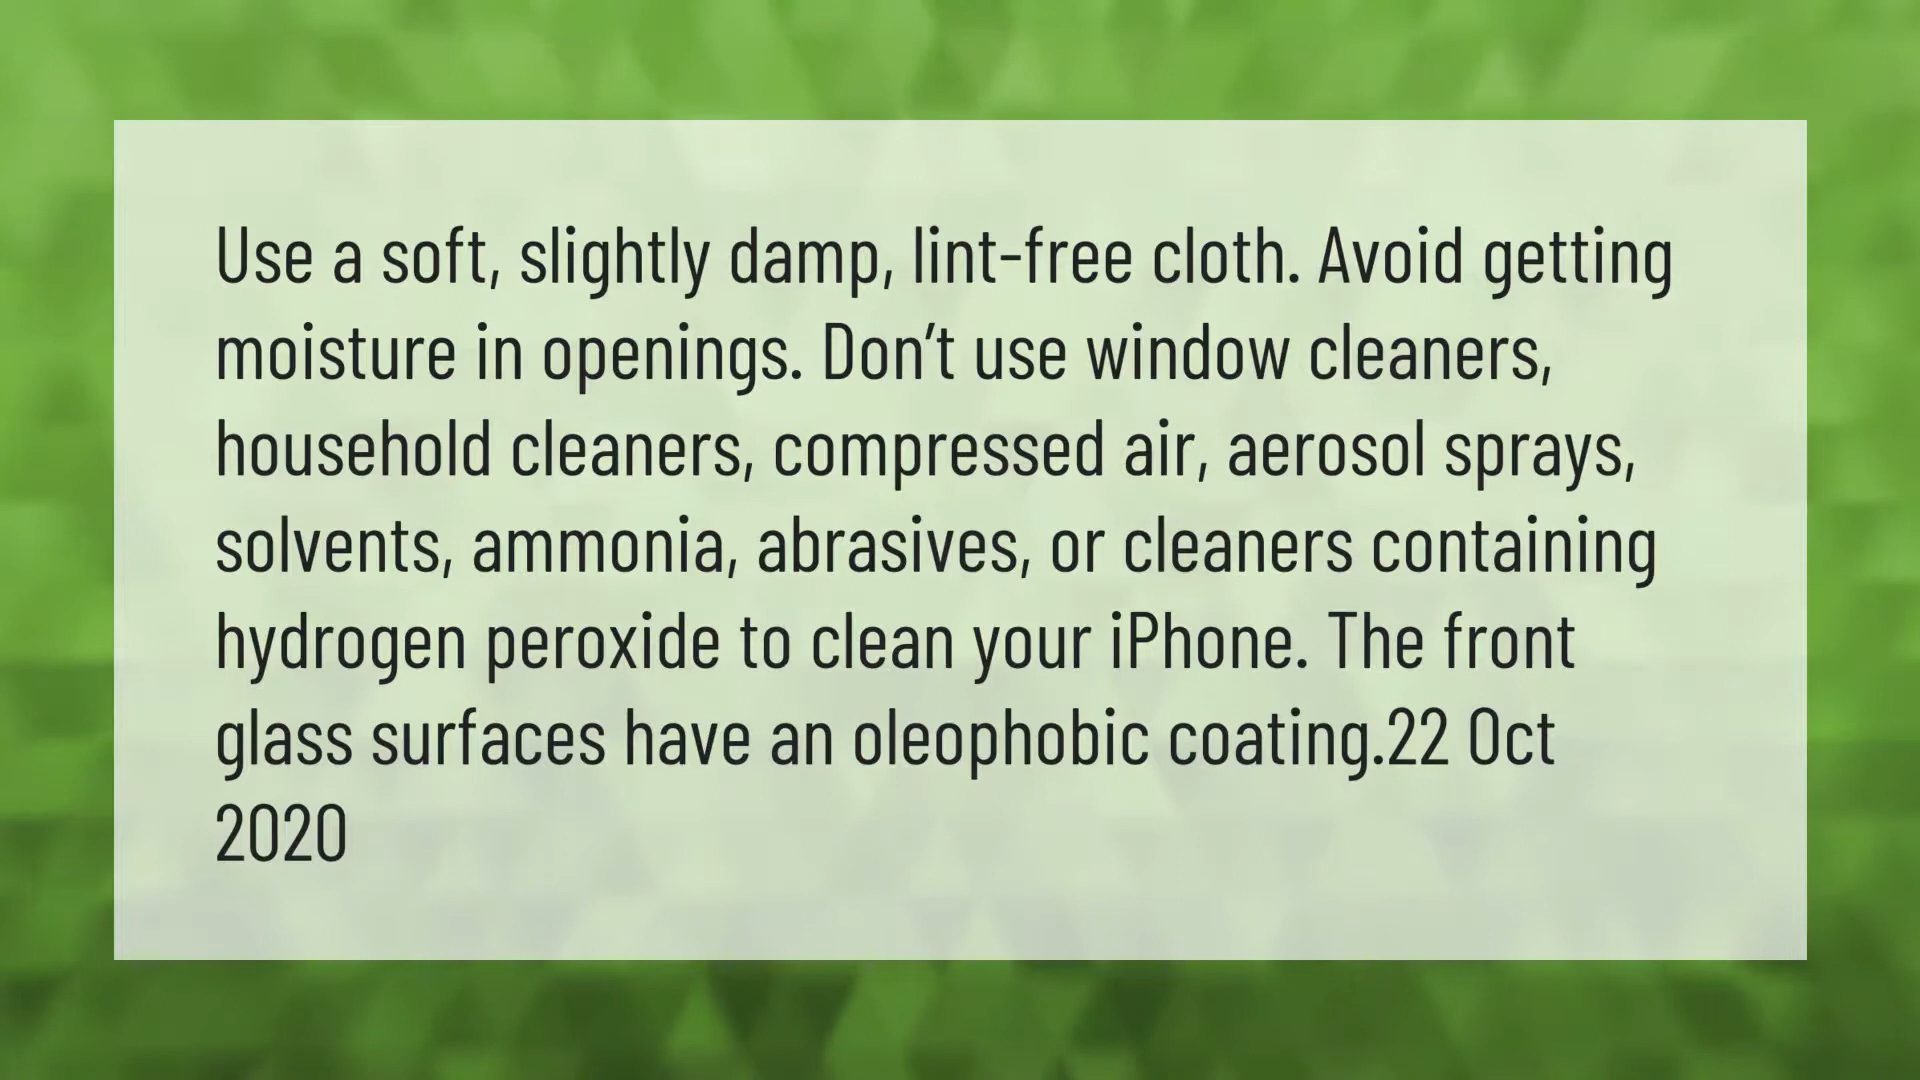 Use a soft, slightly damp, lint-free cloth. Avoid getting
moisture in openings. Don’t use window cleaners,
household cleaners, compressed air, aerosol sprays,
solvents, ammonia, abrasives, or cleaners containing
hydrogen peroxide to clean your iPhone. The front
glass surfaces have an oleophobic coating.22 Oct
2020